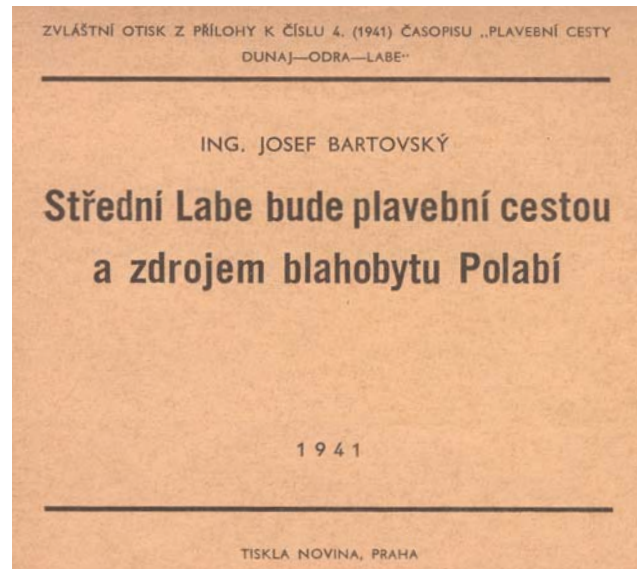 ZVLÁŠTNÍ OTISK Z PŘÍLOHY K ČÍSLU 4. (1941) ČASOPISU „PLAVEBNÍ CESTY
DUNAJ—ODRA—LABE“
ING. JOSEF BARTOVSKÝ
Střední Labe bude plavební cestou
a zdrojem blahobytu Polabí
1941
TISKLA NOVINA, PRAHA